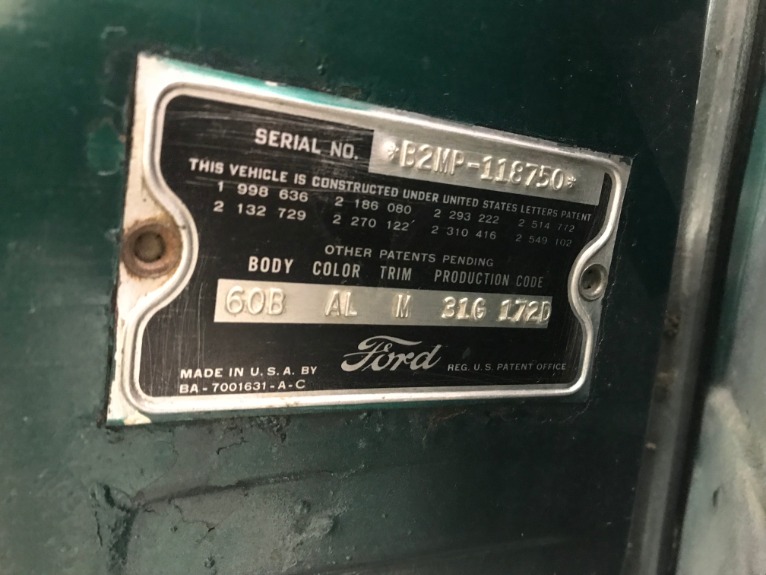 SERIAL NO. *B2MP-118750*
THIS VEHICLE IS CONSTRUCTED UNDER UNITED STATES LETTERS PATENT
1 998 636 2 186 080 2 293 222 2 514 772
2 132 729 2 270 122 2 310 416 2 549 102
OTHER PATENTS PENDING
BODY COLOR TRIM PRODUCTION CODE
60B AL M 31G 172D
MADE IN U.S.A. BY Ford REG. U.S. PATENT OFFICE
BA-7001631-A-C